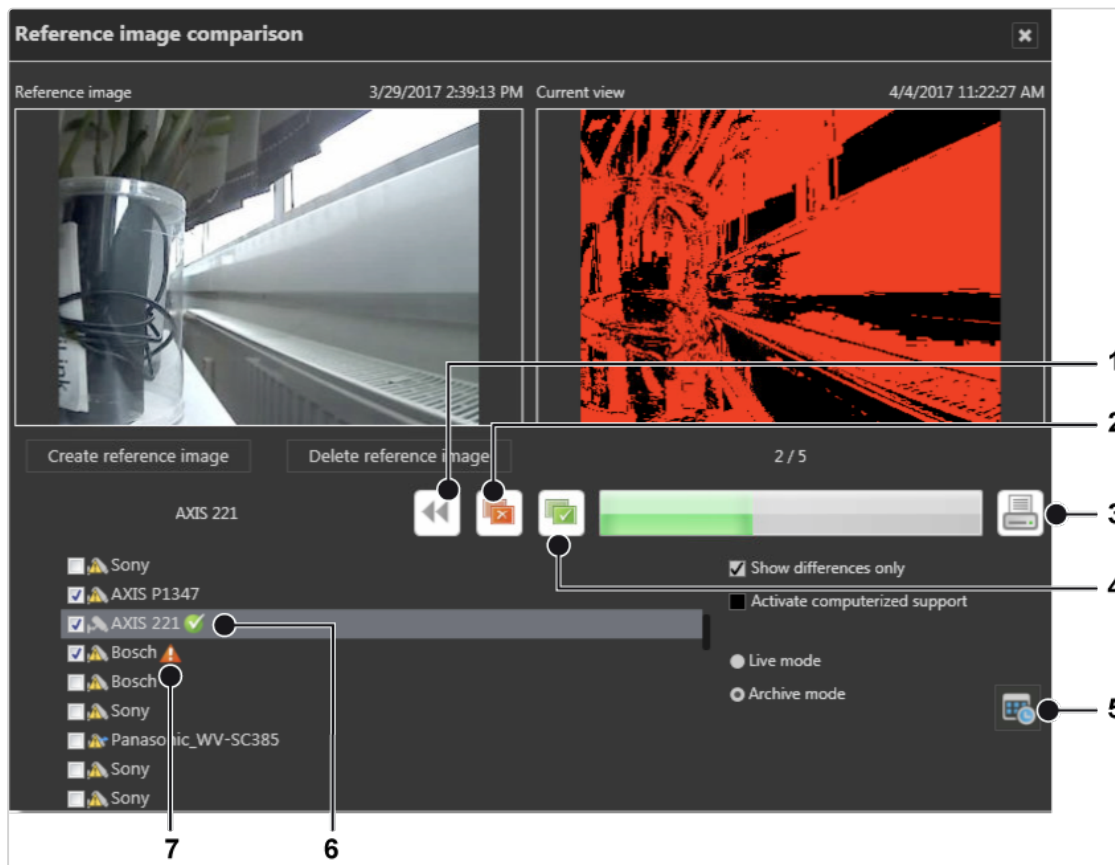 Reference image comparison
Reference image 3/29/2017 2:39:13 PM Current view 4/4/2017 11:22:27 AM
1
2
Create reference image Delete reference image 2 / 5
AXIS 221
3
4
Sony
Show differences only
AXIS P1347
Activate computerized support
AXIS 221
Bosch
Live mode
Bosch
Archive mode
Sony
5
Panasonic_WV-SC385
Sony
Sony
7 6